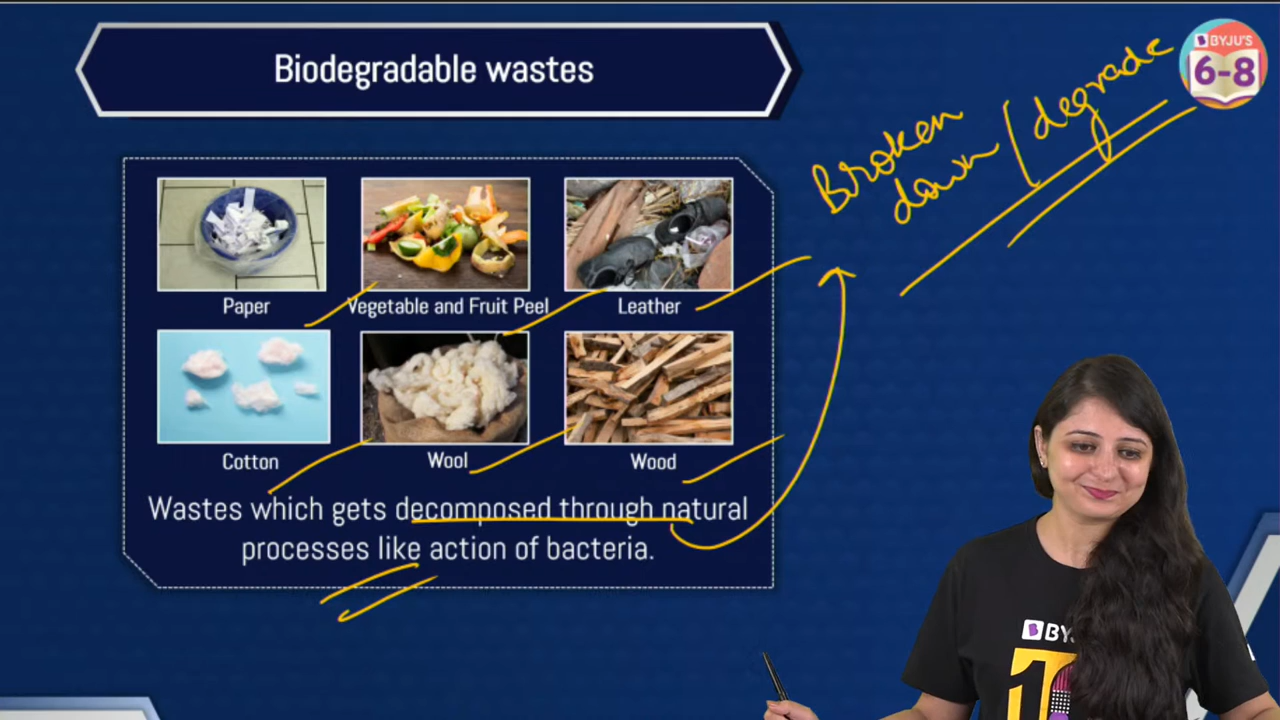 Biodegradable wastes
BYJU'S
6-8
Broken
down/degrade
Paper
Vegetable and Fruit Peel
Leather
Cotton
Wool
Wood
Wastes which gets decomposed through natural
processes like action of bacteria.